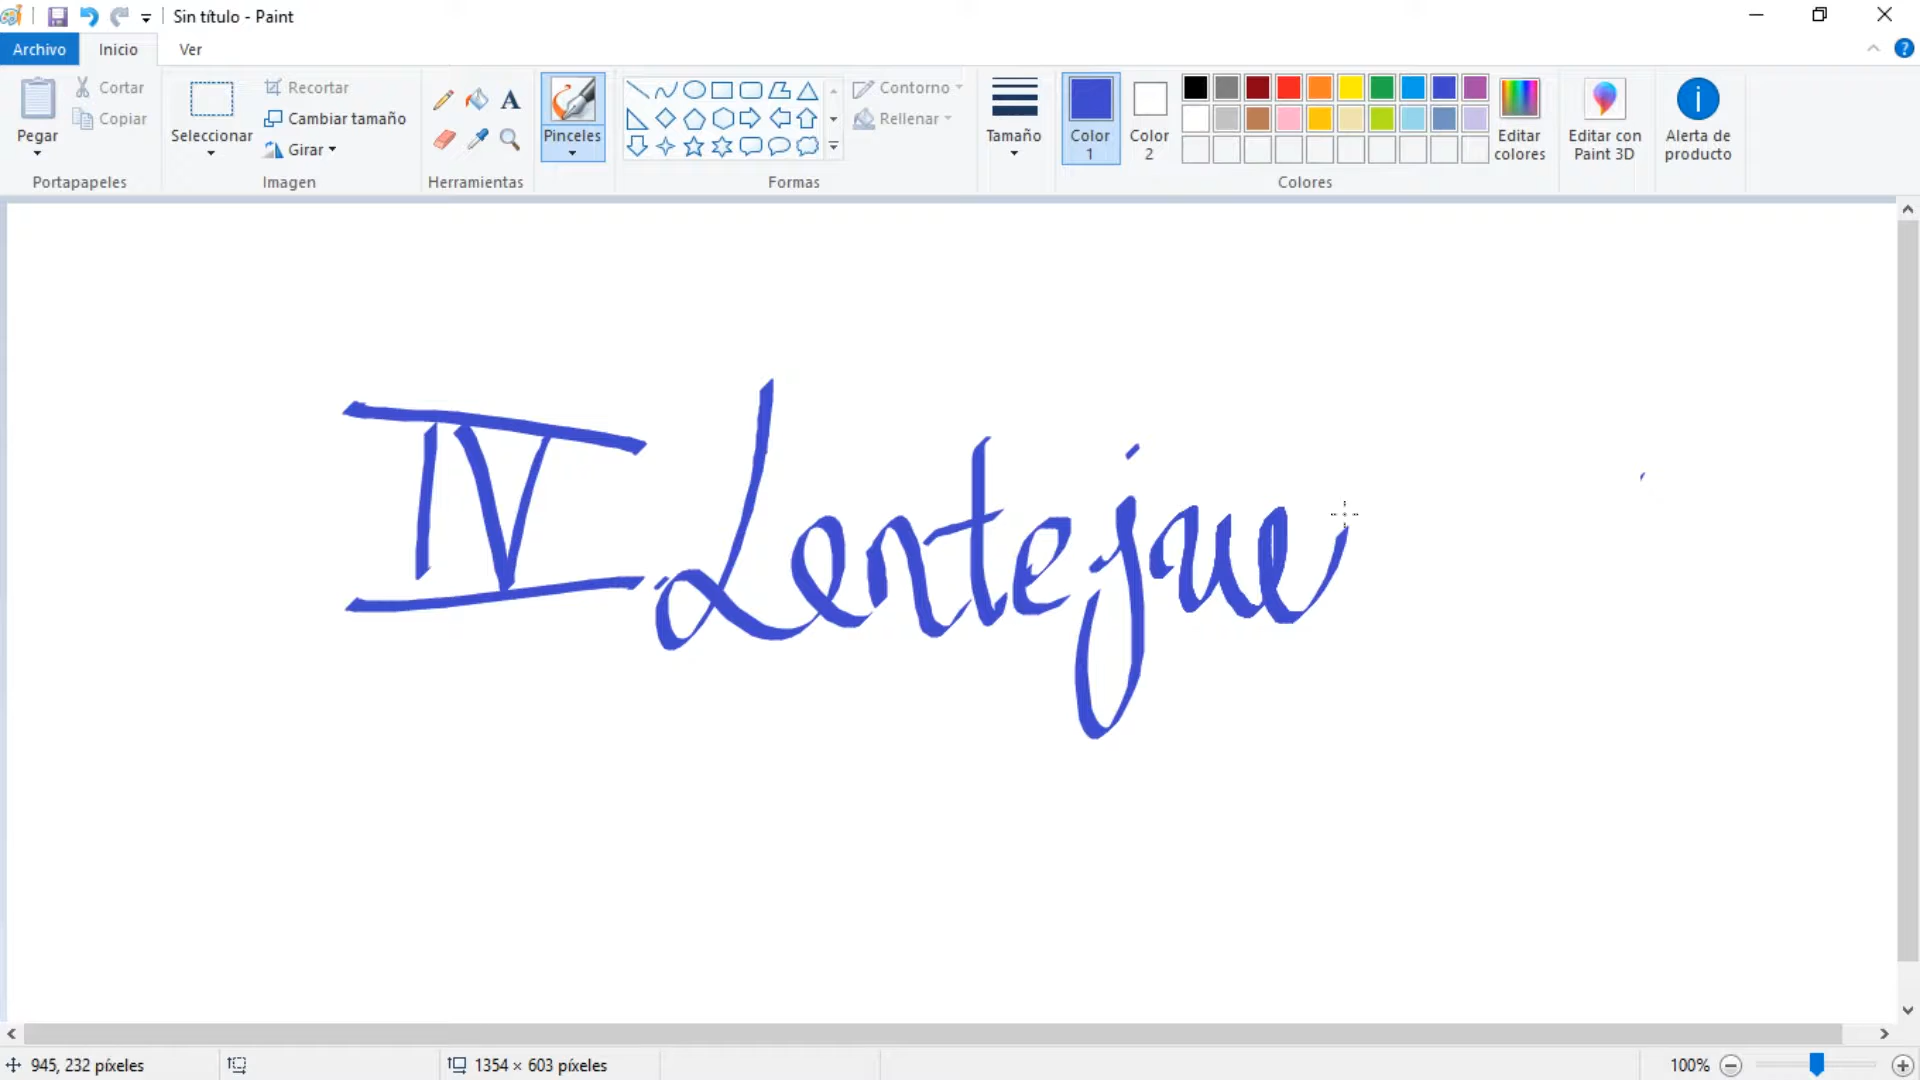 Sin título - Paint
Archivo Inicio Ver
Pegar
Cortar
Copiar
Portapapeles
Seleccionar
Recortar
Cambiar tamaño
Girar
Imagen
A
Herramientas
Pinceles
Formas
Contorno
Rellenar
Tamaño
Color 1
Color 2
Editar colores
Colores
Editar con Paint 3D
Alerta de producto
IV Lentejue
945, 232 píxeles 1354 × 603 píxeles 100%